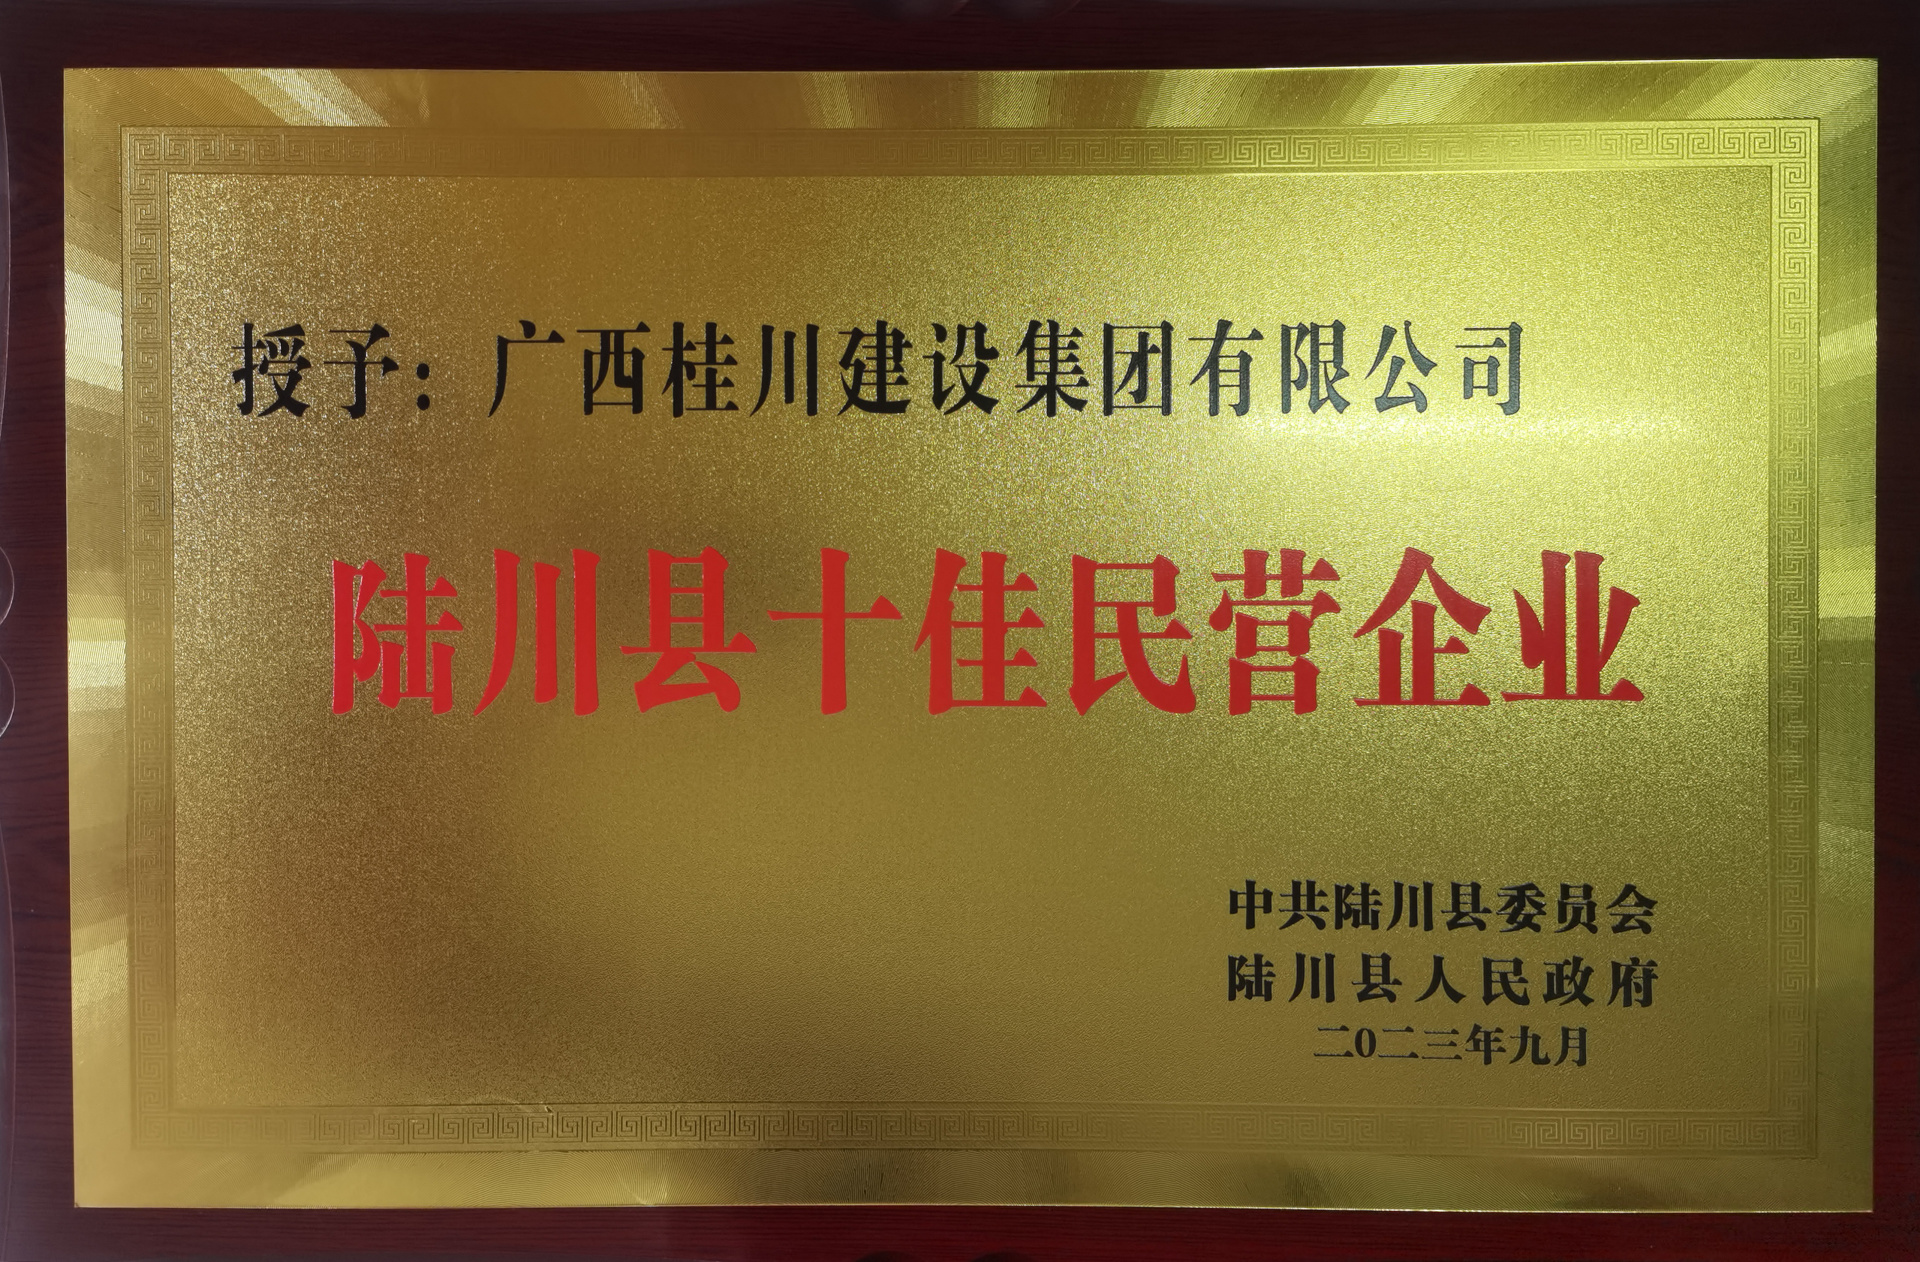 授予：广西桂川建设集团有限公司
陆川县十佳民营企业
中共陆川县委员会
陆川县人民政府
二0二三年九月